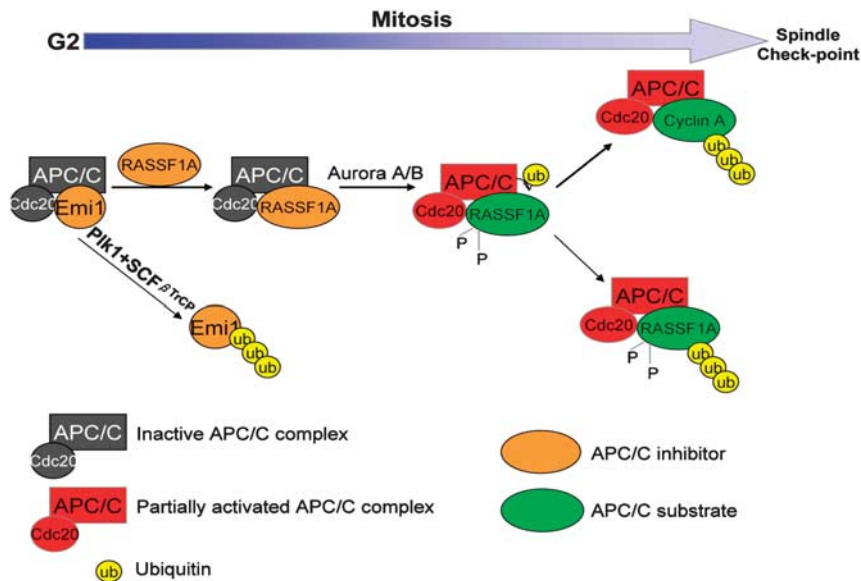 Mitosis
G2
Spindle
Check-point
APC/C
Cdc20
Cyclin A
ub
ub
ub
RASSF1A
APC/C
Cdc20
Emi1
APC/C
Cdc20
RASSF1A
Aurora A/B
APC/C
ub
Cdc20
RASSF1A
P
P
Plk1+SCFβTrCP
Emi1
ub
ub
ub
APC/C
Cdc20
RASSF1A
P
P
ub
ub
ub
APC/C
Cdc20
Inactive APC/C complex
APC/C inhibitor
APC/C
Cdc20
Partially activated APC/C complex
APC/C substrate
ub
Ubiquitin